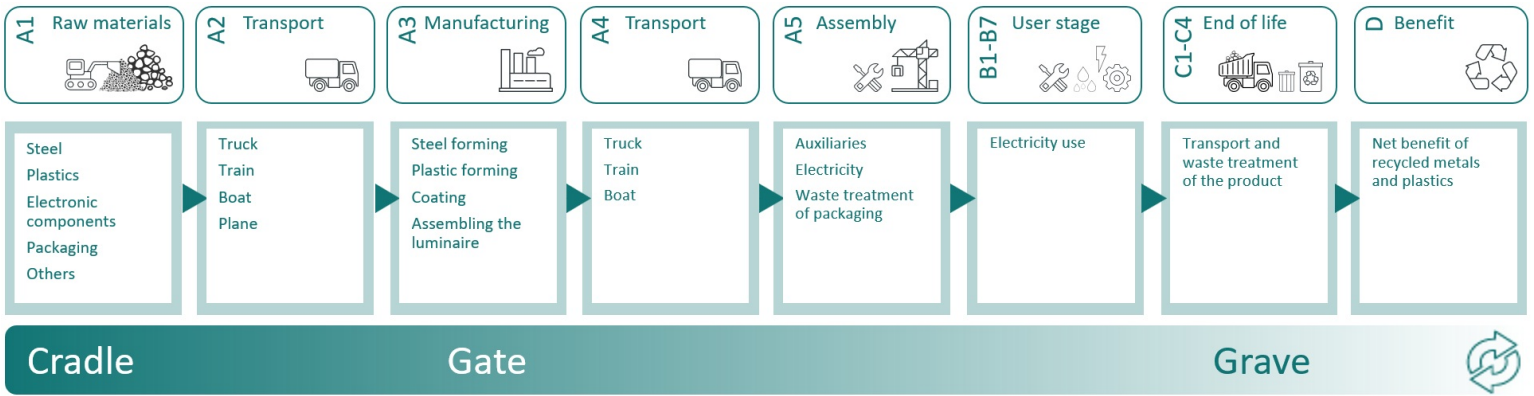 A1
Raw materials
A2
Transport
A3
Manufacturing
A4
Transport
A5
Assembly
B1-B7
User stage
C1-C4
End of life
D
Benefit
Steel
Plastics
Electronic
components
Packaging
Others
Truck
Train
Boat
Plane
Steel forming
Plastic forming
Coating
Assembling the
luminaire
Truck
Train
Boat
Auxiliaries
Electricity
Waste treatment
of packaging
Electricity use
Transport and
waste treatment
of the product
Net benefit of
recycled metals
and plastics
Cradle
Gate
Grave